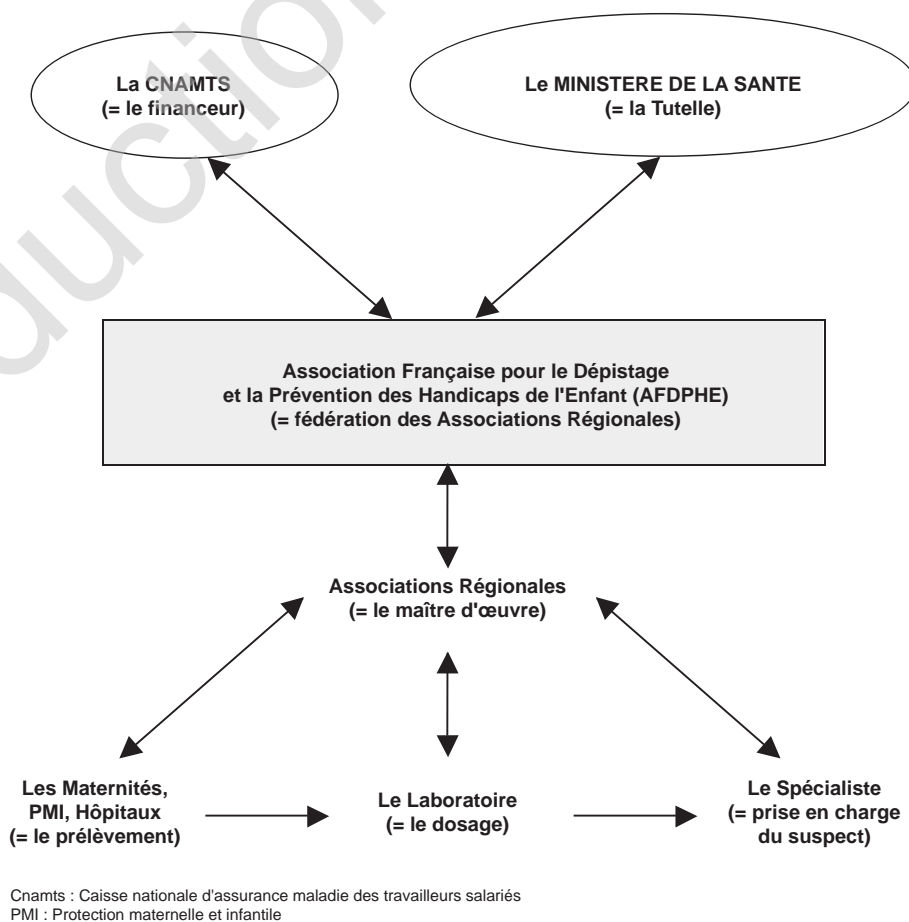 La CNAMTS
(= le financeur)
Le MINISTERE DE LA SANTE
(= la Tutelle)
Association Française pour le Dépistage
et la Prévention des Handicaps de l'Enfant (AFDPHE)
(= fédération des Associations Régionales)
Associations Régionales
(= le maître d'œuvre)
Les Maternités,
PMI, Hôpitaux
(= le prélèvement)
Le Laboratoire
(= le dosage)
Le Spécialiste
(= prise en charge
du suspect)
Cnamts : Caisse nationale d'assurance maladie des travailleurs salariés
PMI : Protection maternelle et infantile